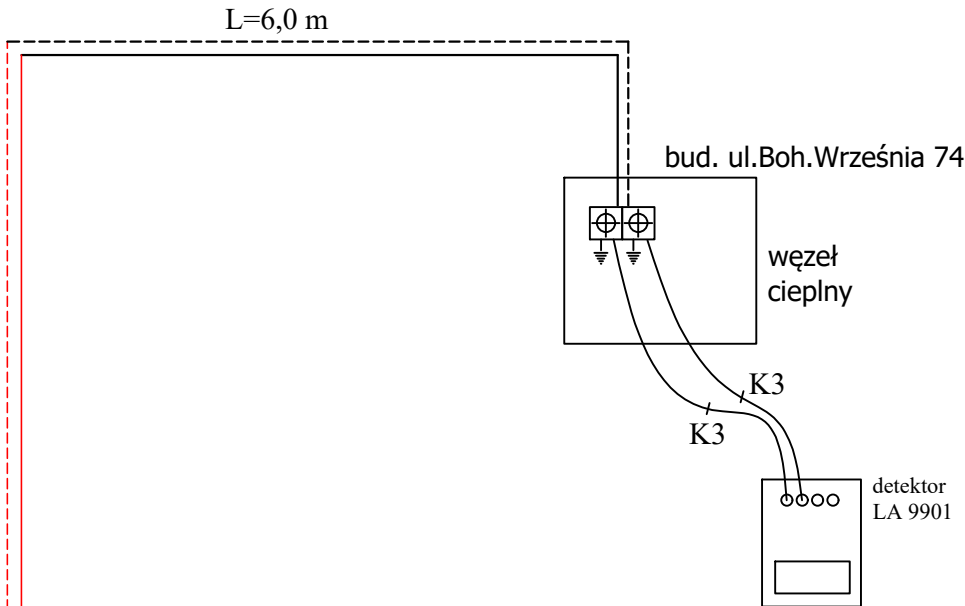 L=6,0 m
bud. ul.Boh.Września 74
węzeł
cieplny
K3
K3
detektor
LA 9901